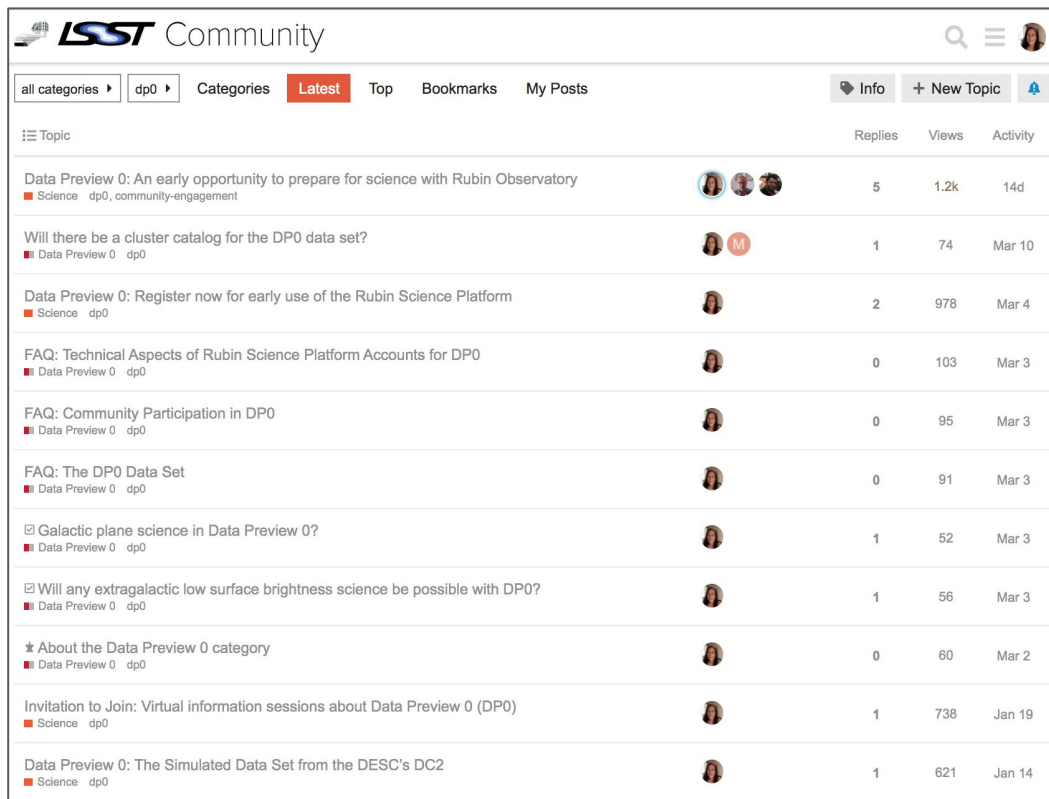 LSST Community
all categories dp0 Categories Latest Top Bookmarks My Posts Info + New Topic
Topic Replies Views Activity
Data Preview 0: An early opportunity to prepare for science with Rubin Observatory 5 1.2k 14d
Science dp0, community-engagement
Will there be a cluster catalog for the DP0 data set? M 1 74 Mar 10
Data Preview 0 dp0
Data Preview 0: Register now for early use of the Rubin Science Platform 2 978 Mar 4
Science dp0
FAQ: Technical Aspects of Rubin Science Platform Accounts for DP0 0 103 Mar 3
Data Preview 0 dp0
FAQ: Community Participation in DP0 0 95 Mar 3
Data Preview 0 dp0
FAQ: The DP0 Data Set 0 91 Mar 3
Data Preview 0 dp0
Galactic plane science in Data Preview 0? 1 52 Mar 3
Data Preview 0 dp0
Will any extragalactic low surface brightness science be possible with DP0? 1 56 Mar 3
Data Preview 0 dp0
About the Data Preview 0 category 0 60 Mar 2
Data Preview 0 dp0
Invitation to Join: Virtual information sessions about Data Preview 0 (DP0) 1 738 Jan 19
Science dp0
Data Preview 0: The Simulated Data Set from the DESC's DC2 1 621 Jan 14
Science dp0